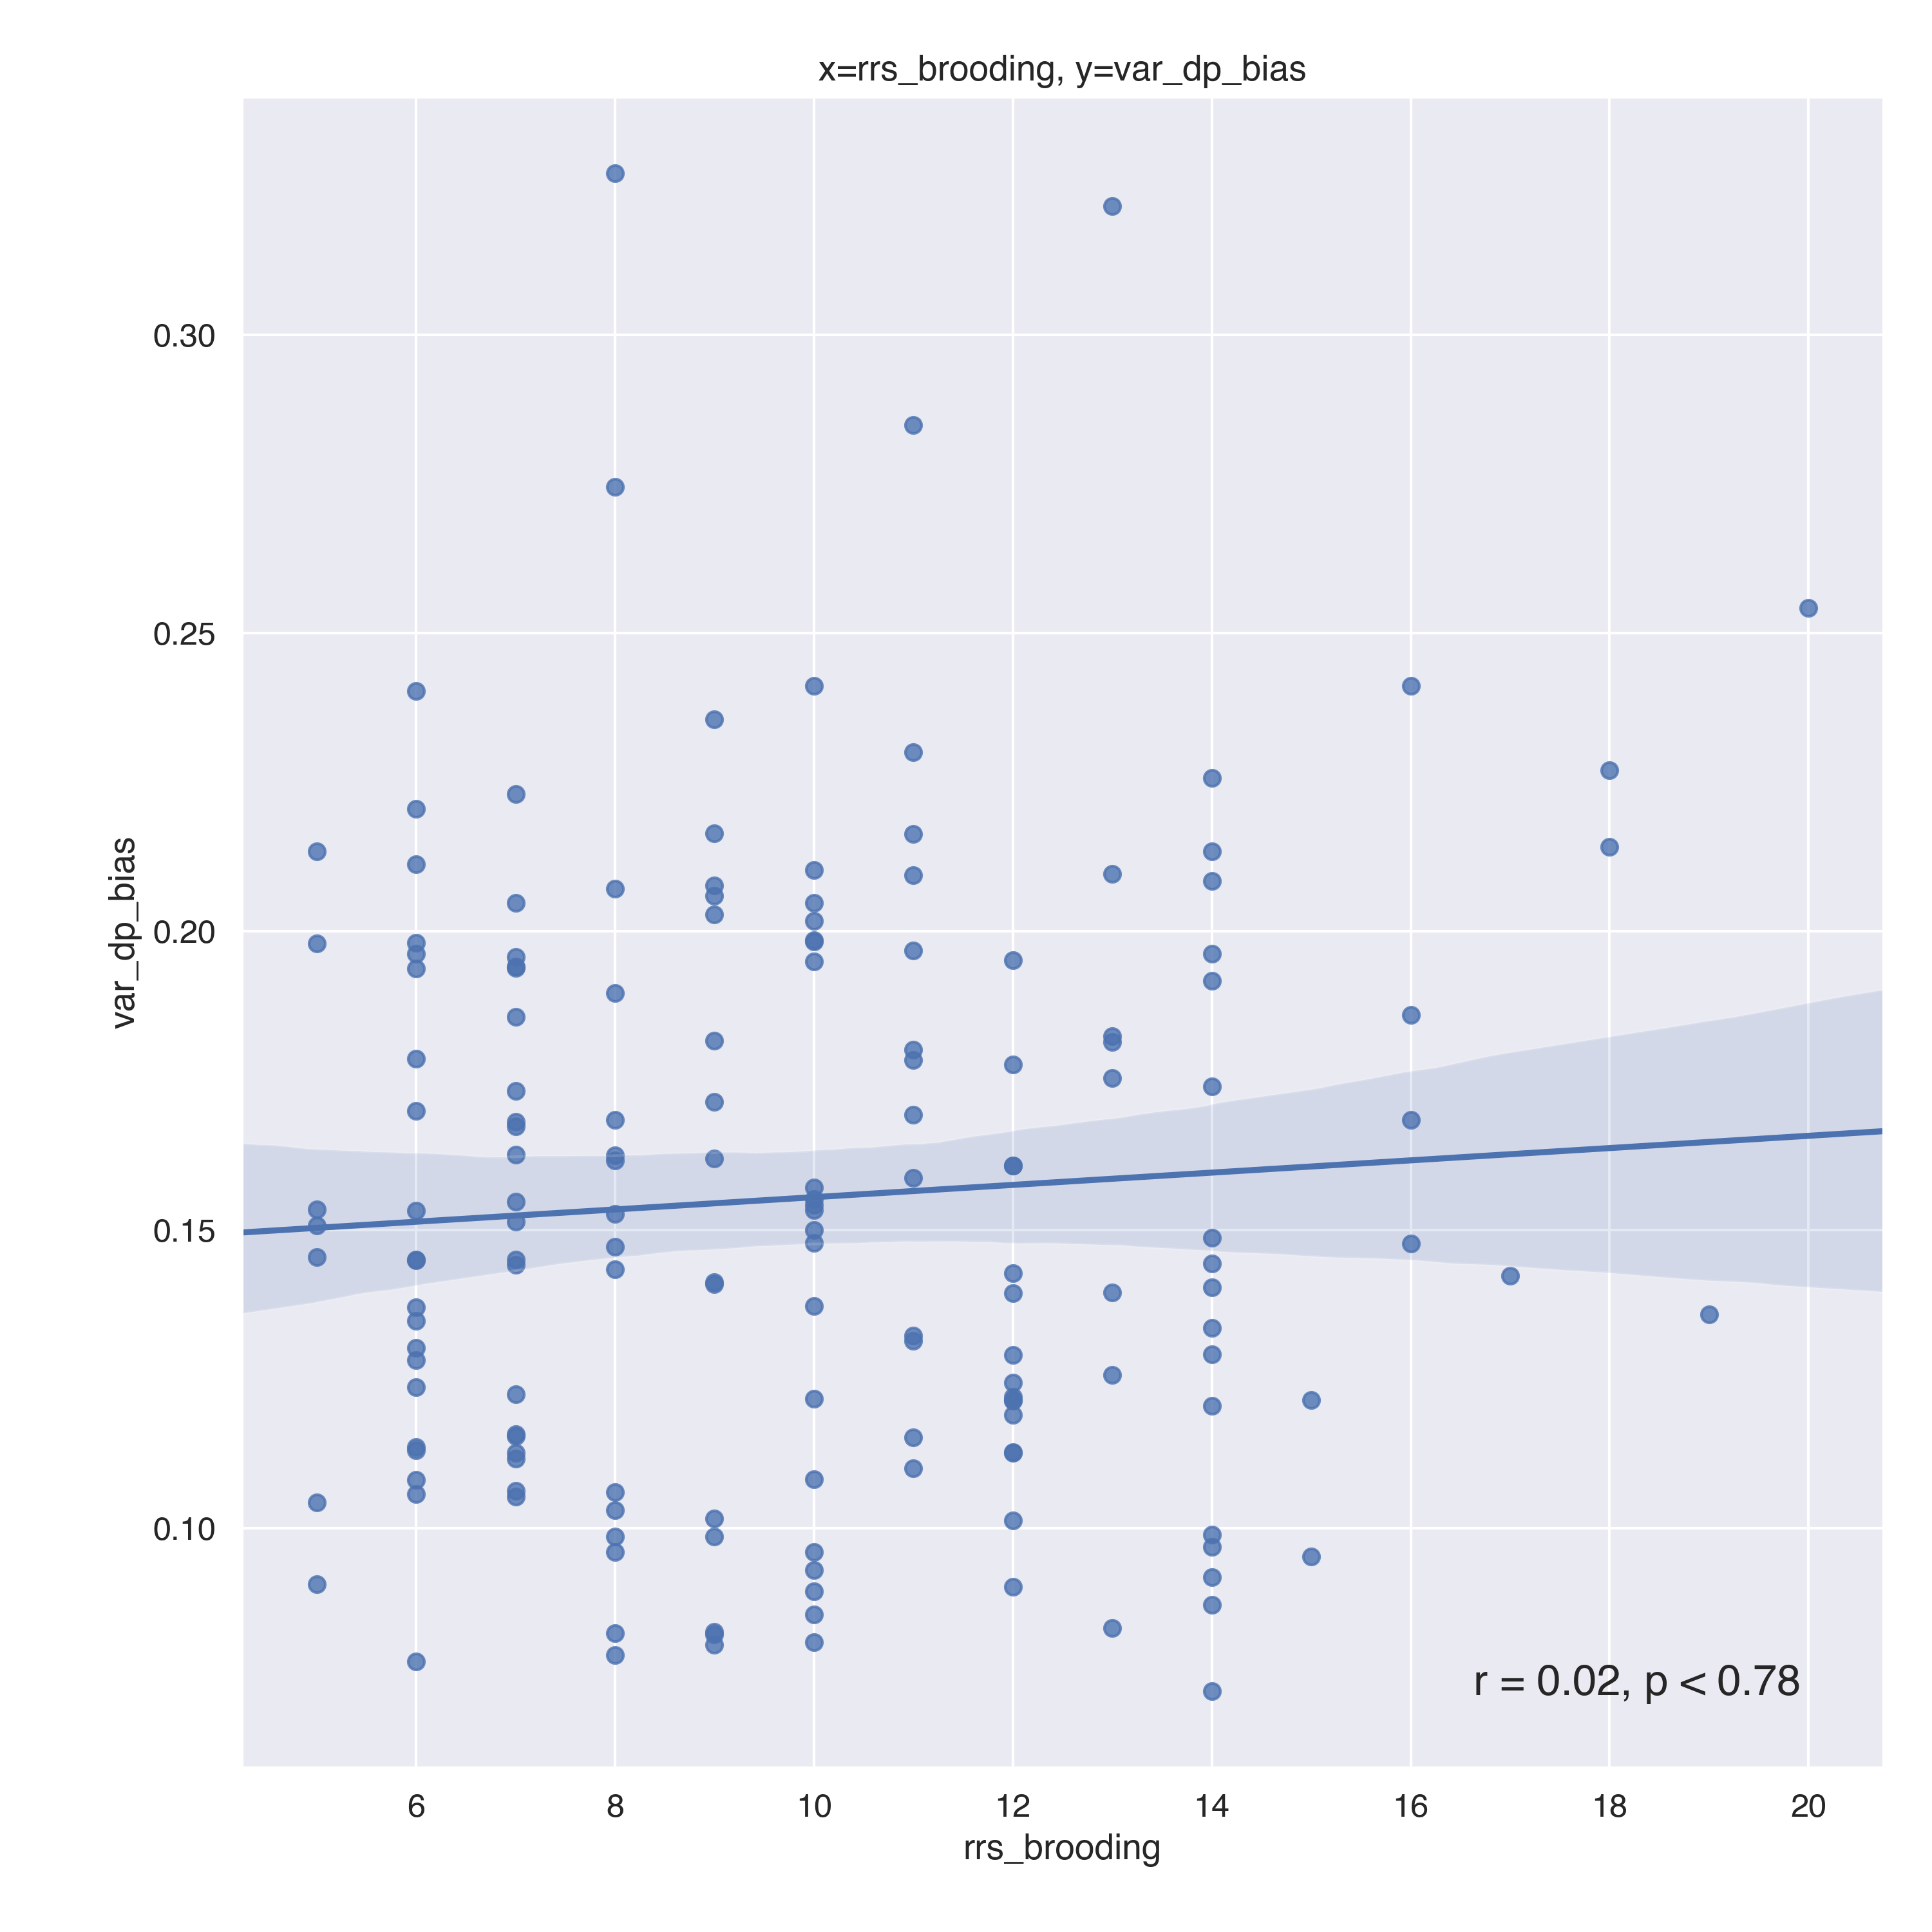 x=rrs_brooding, y=var_dp_bias
var_dp_bias
0.30
0.25
0.20
0.15
0.10
r = 0.02, p < 0.78
6 8 10 12 14 16 18 20
rrs_brooding